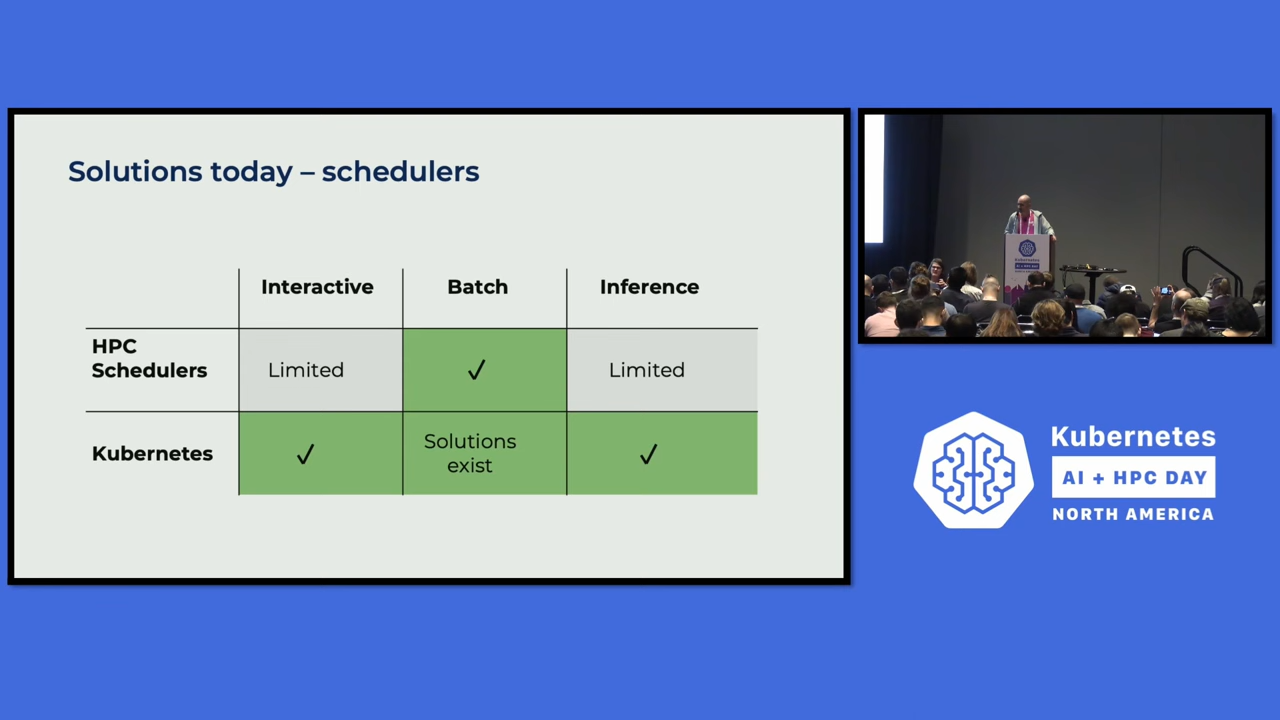 Solutions today – schedulers
Interactive
Batch
Inference
HPC
Schedulers
Limited
✓
Limited
Kubernetes
✓
Solutions
exist
✓
Kubernetes
AI + HPC DAY
NORTH AMERICA